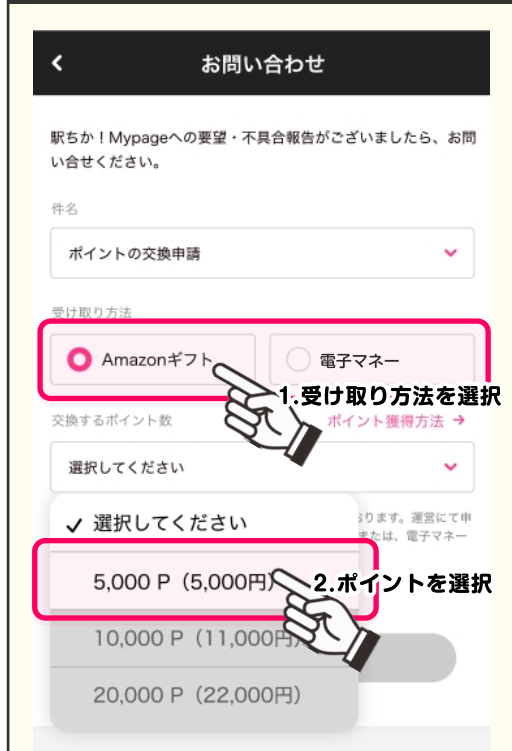 お問い合わせ
駅ちか！Mypageへの要望・不具合報告がございましたら、お問
い合せください。
件名
ポイントの交換申請
受け取り方法
Amazonギフト
電子マネー
1.受け取り方法を選択
交換するポイント数
ポイント獲得方法 →
選択してください
✓ 選択してください
ります。運営にて申
または、電子マネー
5,000 P（5,000円）
2.ポイントを選択
10,000 P（11,000円）
20,000 P（22,000円）